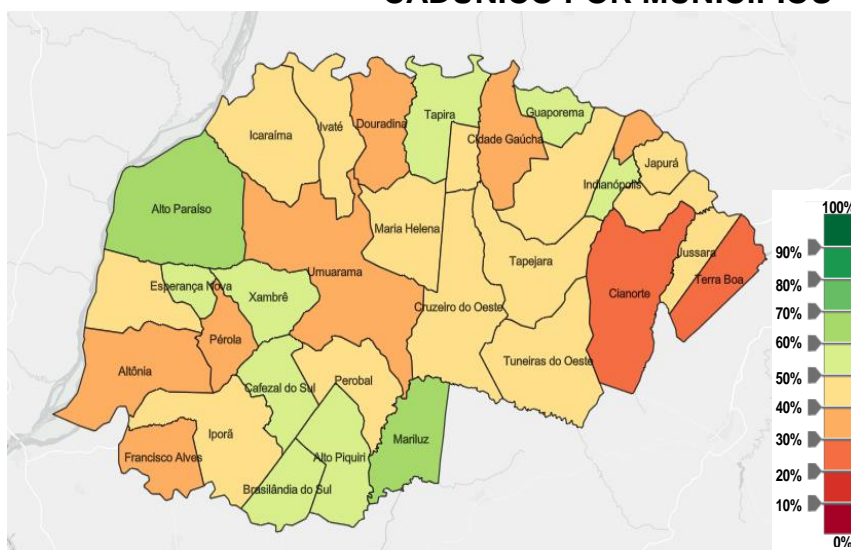 CADÚNICO POR MUNICÍPIOS
Tapira
Guaporema
Icaraíma
Ivaté
Douradina
Cidade Gaúcha
Japurá
Indianópolis
Alto Paraíso
Maria Helena
Jussara
Esperança Nova
Umuarama
Tapejara
Cianorte
Terra Boa
Xambrê
Cruzeiro do Oeste
Pérola
Altônia
Tuneiras do Oeste
Cafezal do Sul
Perobal
Iporã
Mariluz
Francisco Alves
Alto Piquiri
Brasilândia do Sul
100%
90%
80%
70%
60%
50%
40%
30%
20%
10%
0%